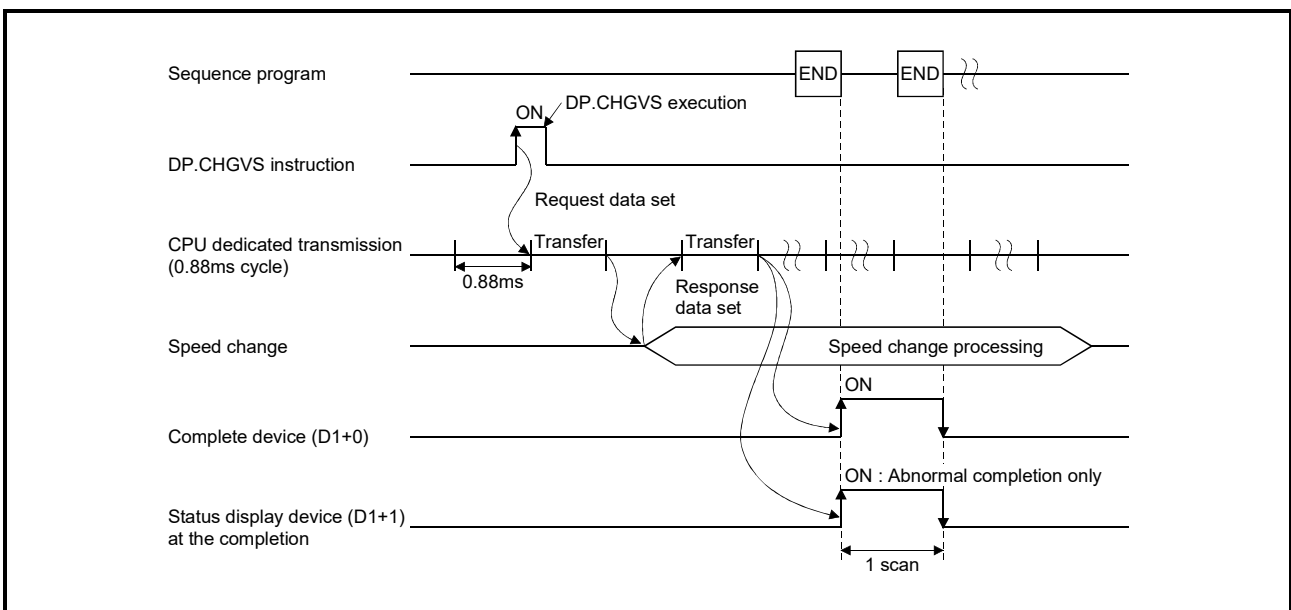 Sequence program
END
END
DP.CHGVS execution
ON
DP.CHGVS instruction
Request data set
CPU dedicated transmission
(0.88ms cycle)
Transfer
Transfer
0.88ms
Response
data set
Speed change
Speed change processing
ON
Complete device (D1+0)
ON : Abnormal completion only
Status display device (D1+1)
at the completion
1 scan